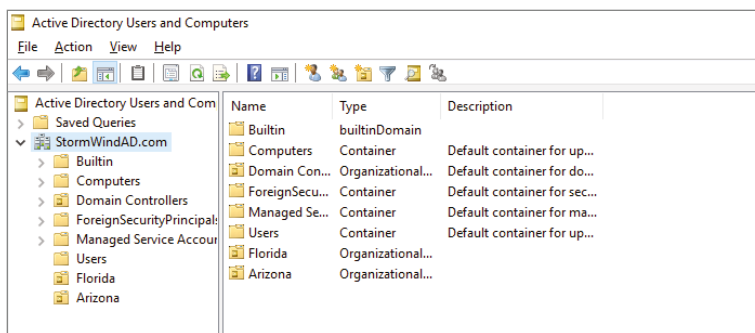 Active Directory Users and Computers
File Action View Help
Active Directory Users and Com
Saved Queries
StormWindAD.com
Builtin
Computers
Domain Controllers
ForeignSecurityPrincipals
Managed Service Accour
Users
Florida
Arizona
Name Type Description
Builtin builtinDomain
Computers Container Default container for up...
Domain Con... Organizational... Default container for do...
ForeignSecu... Container Default container for sec...
Managed Se... Container Default container for ma...
Users Container Default container for up...
Florida Organizational...
Arizona Organizational...